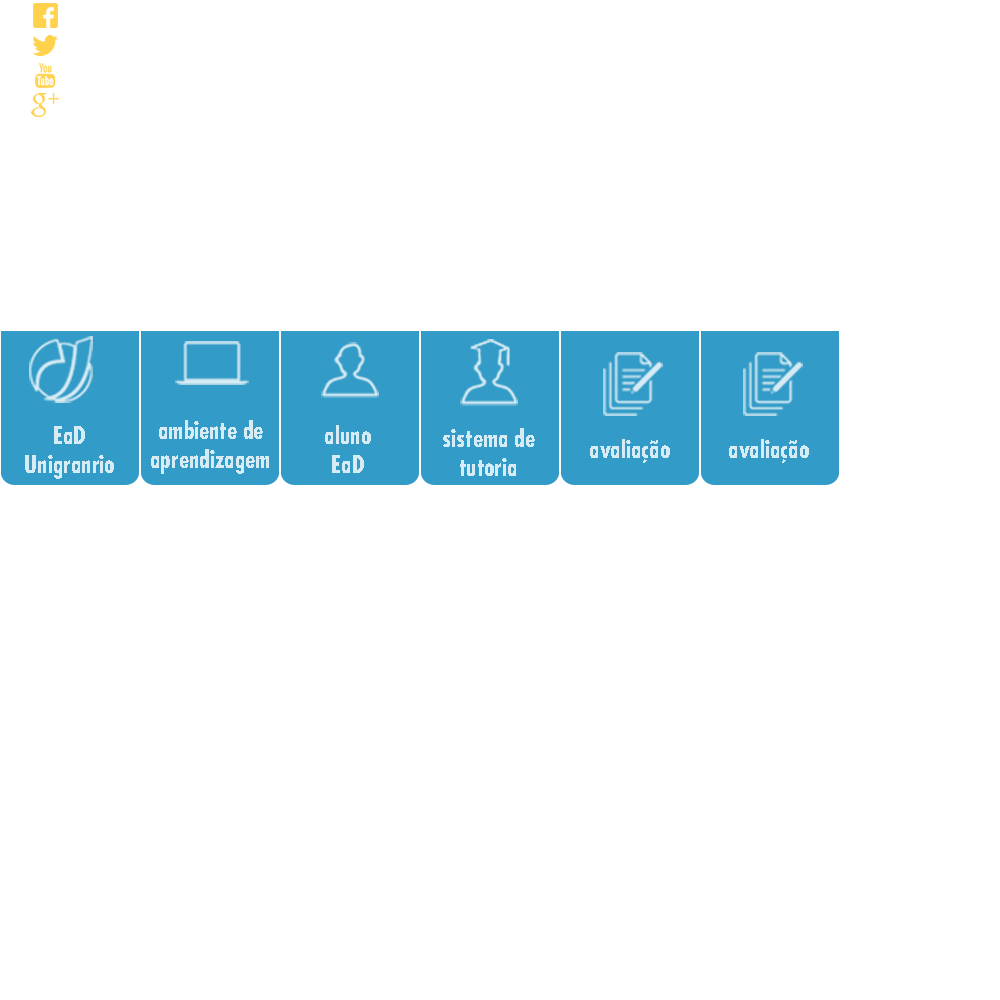 You
Tube
g+
EaD
Unigranrio
ambiente de
aprendizagem
aluno
EaD
sistema de
tutoria
avaliação
avaliação